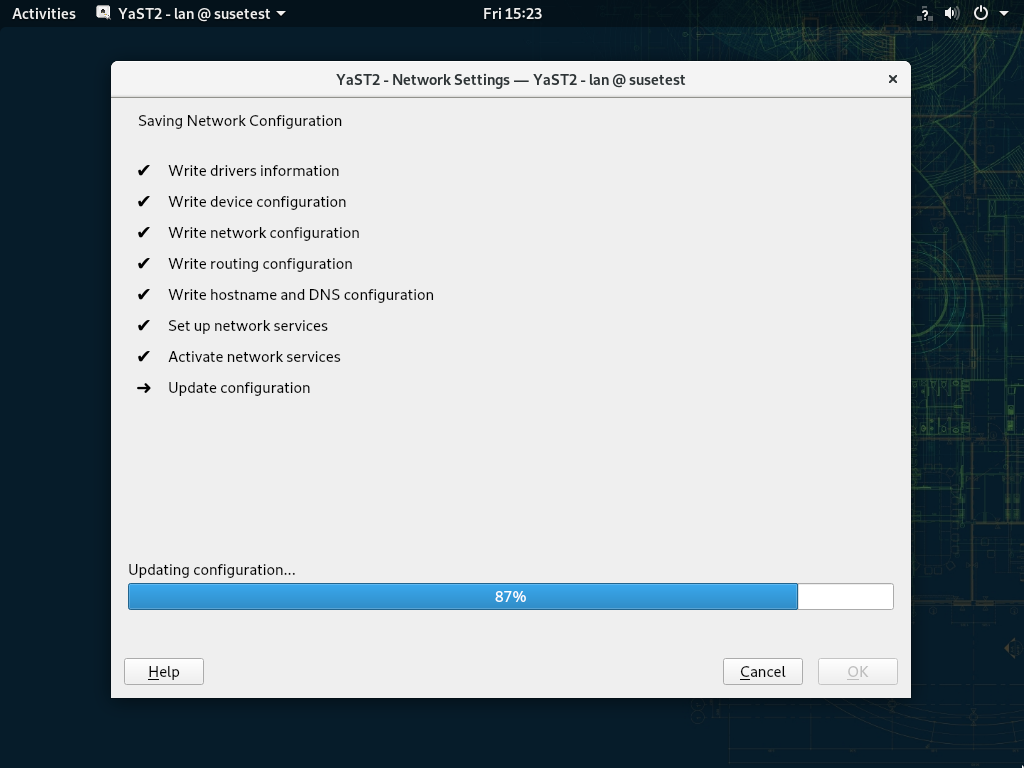 Activities YaST2 - lan @ susetest Fri 15:23
YaST2 - Network Settings — YaST2 - lan @ susetest
Saving Network Configuration
✔ Write drivers information
✔ Write device configuration
✔ Write network configuration
✔ Write routing configuration
✔ Write hostname and DNS configuration
✔ Set up network services
✔ Activate network services
➜ Update configuration
Updating configuration...
87%
Help Cancel OK